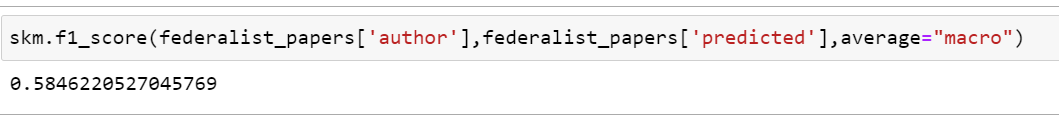 skm.f1_score(federalist_papers['author'],federalist_papers['predicted'],average="macro")
0.5846220527045769